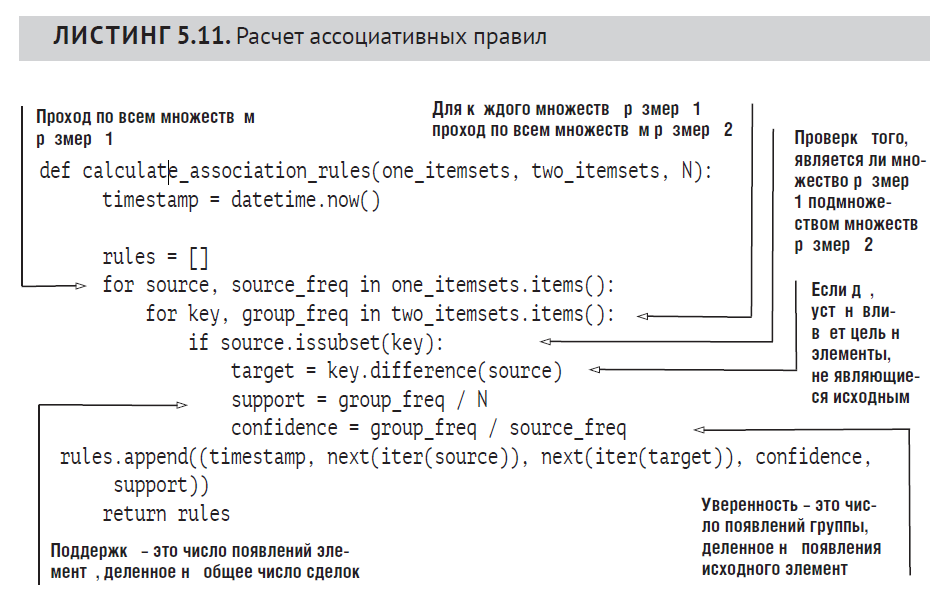 ЛИСТИНГ 5.11. Расчет ассоциативных правил
Проход по всем множеств м
р змер 1
Для к ждого множеств р змер 1
проход по всем множеств м р змер 2
Проверк того,
является ли мно-
жество р змер
1 подмноже-
ством множеств
р змер 2
def calculate_association_rules(one_itemsets, two_itemsets, N):
timestamp = datetime.now()
rules = []
for source, source_freq in one_itemsets.items():
for key, group_freq in two_itemsets.items():
if source.issubset(key):
target = key.difference(source)
support = group_freq / N
confidence = group_freq / source_freq
rules.append((timestamp, next(iter(source)), next(iter(target)), confidence,
support))
return rules
Если д ,
уст н вли-
в ет цель н
элементы,
не являющие-
ся исходным
Поддержк – это число появлений эле-
мент , деленное н общее число сделок
Уверенность – это чис-
ло появлений группы,
деленное н появления
исходного элемент